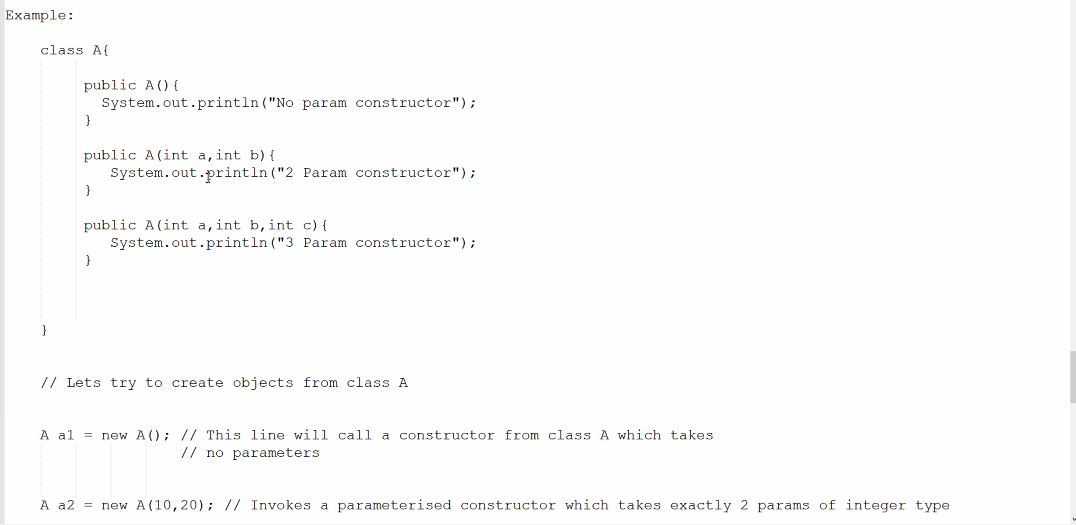 Example:
class A{
public A(){
System.out.println("No param constructor");
}
public A(int a,int b){
System.out.println("2 Param constructor");
}
public A(int a,int b,int c){
System.out.println("3 Param constructor");
}
}
// Lets try to create objects from class A
A a1 = new A(); // This line will call a constructor from class A which takes
// no parameters
A a2 = new A(10,20); // Invokes a parameterised constructor which takes exactly 2 params of integer type